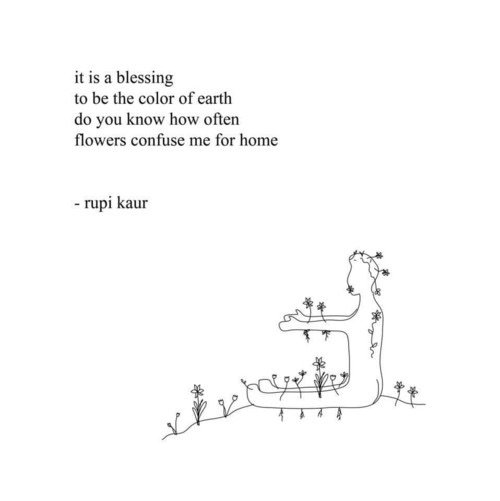 it is a blessing
to be the color of earth
do you know how often
flowers confuse me for home
- rupi kaur